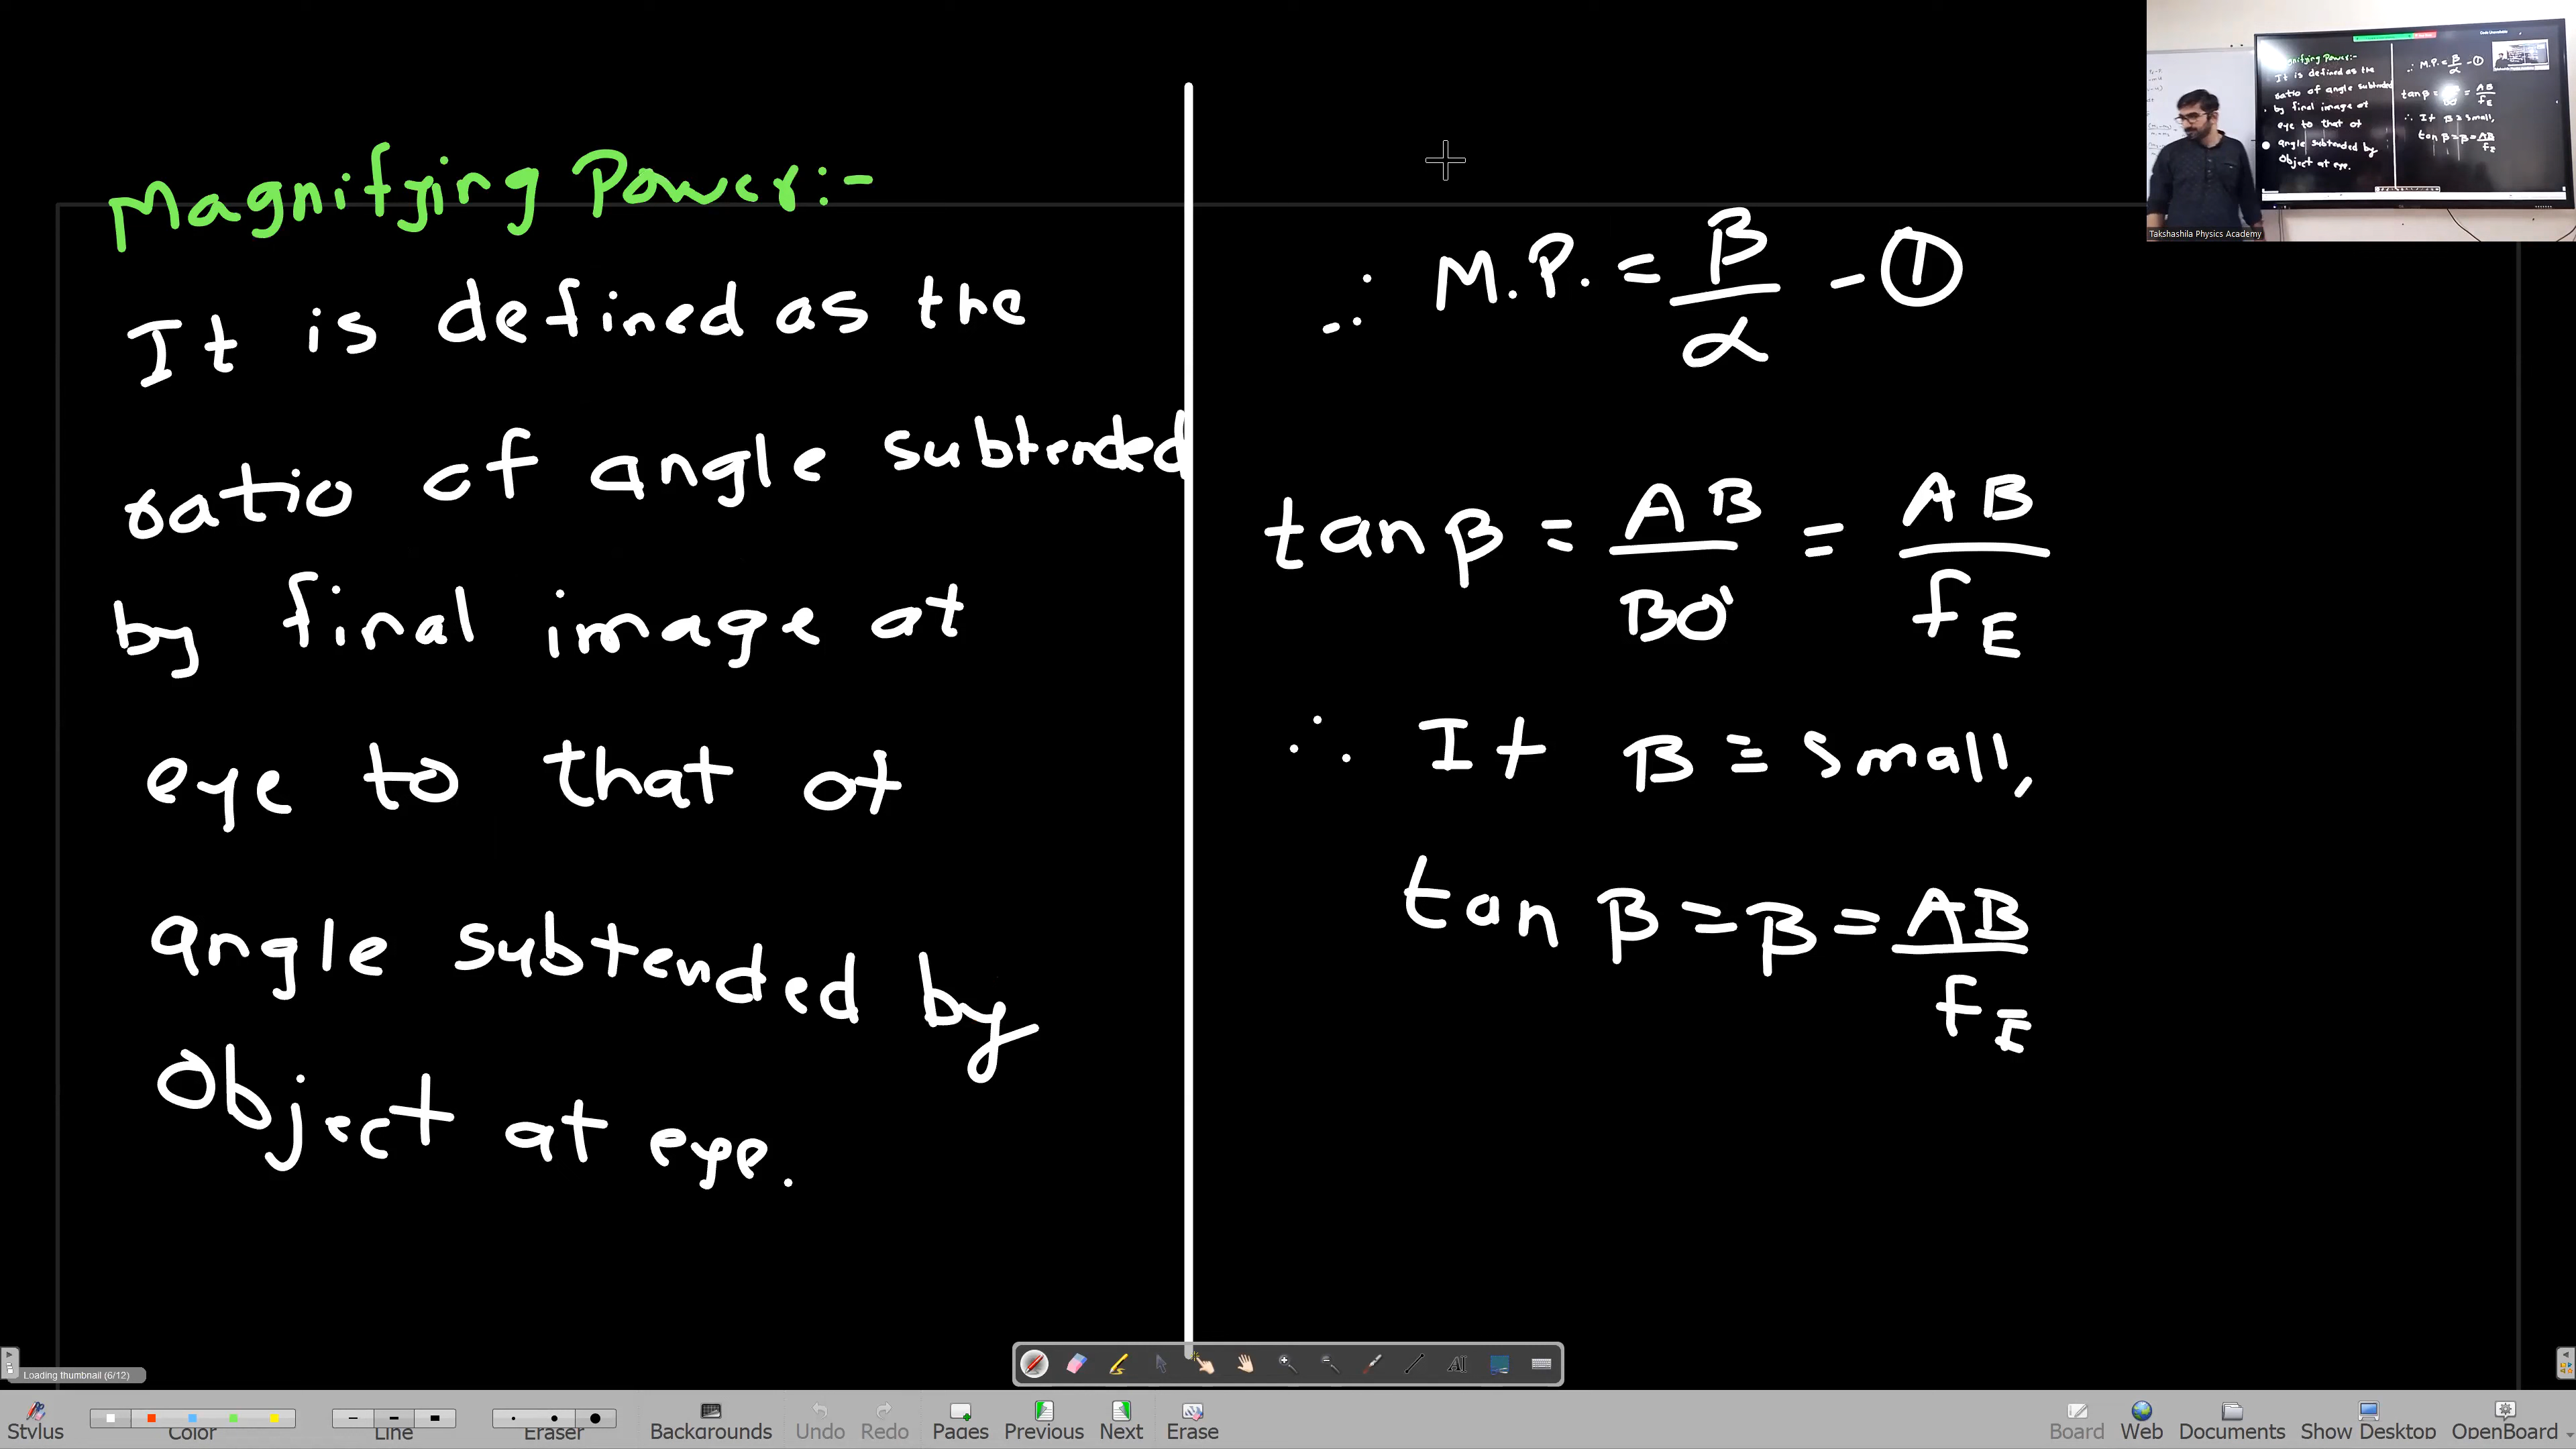 Magnifying Power:-
It is defined as the
ratio of angle subtended
by final image at
eye to that of
angle subtended by
Object at eye.
∴ M.P. = β/α - ①
tan β = AB/BO' = AB/fE
∴ If β ≡ small,
tan β = β = AB/fE
Takshashila Physics Academy
Loading thumbnail (6/12)
Stylus Color Line Eraser Backgrounds Undo Redo Pages Previous Next Erase Board Web Documents Show Desktop OpenBoard